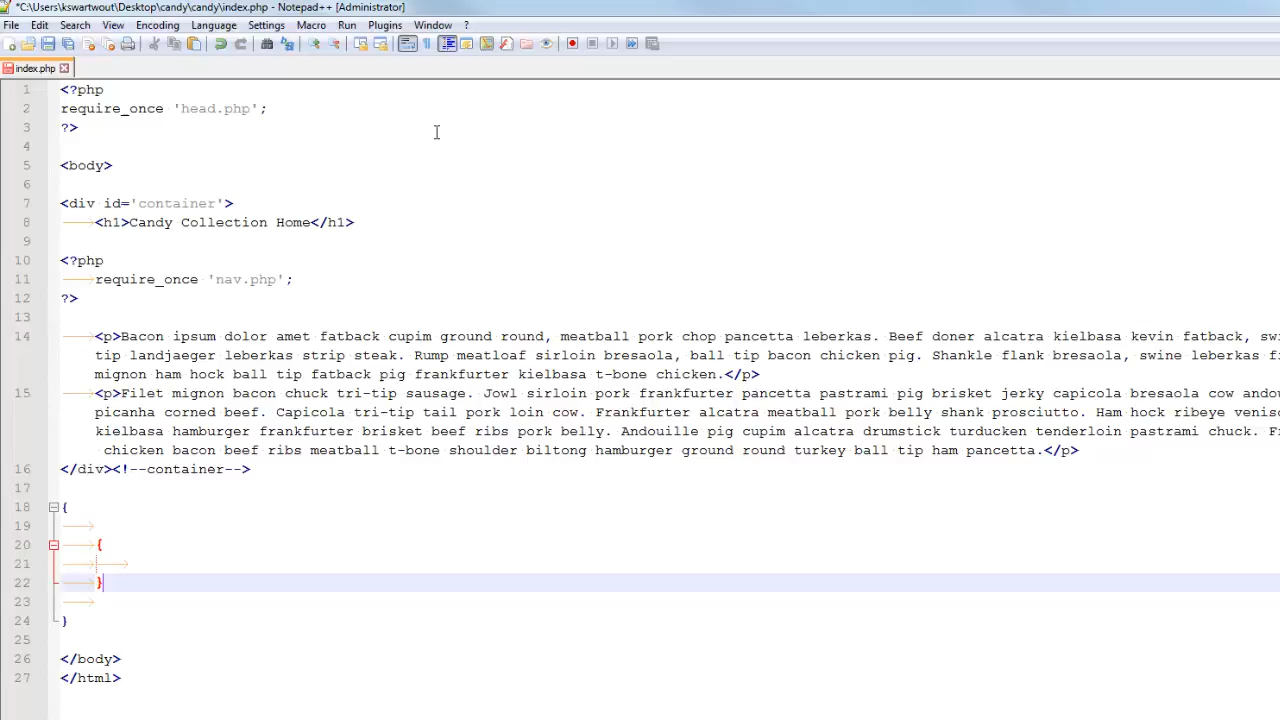 *C:\Users\kswartwout\Desktop\candy\candy\index.php - Notepad++ [Administrator]
File Edit Search View Encoding Language Settings Macro Run Plugins Window ?
index.php
1 <?php
2 require_once 'head.php';
3 ?>
4
5 <body>
6
7 <div id='container'>
8 <h1>Candy Collection Home</h1>
9
10 <?php
11 require_once 'nav.php';
12 ?>
13
14 <p>Bacon ipsum dolor amet fatback cupim ground round, meatball pork chop pancetta leberkas. Beef doner alcatra kielbasa kevin fatback,
tip landjaeger leberkas strip steak. Rump meatloaf sirloin bresaola, ball tip bacon chicken pig. Shankle flank bresaola, swine leberkas
mignon ham hock ball tip fatback pig frankfurter kielbasa t-bone chicken.</p>
15 <p>Filet mignon bacon chuck tri-tip sausage. Jowl sirloin pork frankfurter pancetta pastrami pig brisket jerky capicola bresaola cow
picanha corned beef. Capicola tri-tip tail pork loin cow. Frankfurter alcatra meatball pork belly shank prosciutto. Ham hock ribeye
kielbasa hamburger frankfurter brisket beef ribs pork belly. Andouille pig cupim alcatra drumstick turducken tenderloin pastrami chuck.
chicken bacon beef ribs meatball t-bone shoulder biltong hamburger ground round turkey ball tip ham pancetta.</p>
16 </div><!--container-->
17
18 {
19
20 {
21
22 }
23
24 }
25
26 </body>
27 </html>